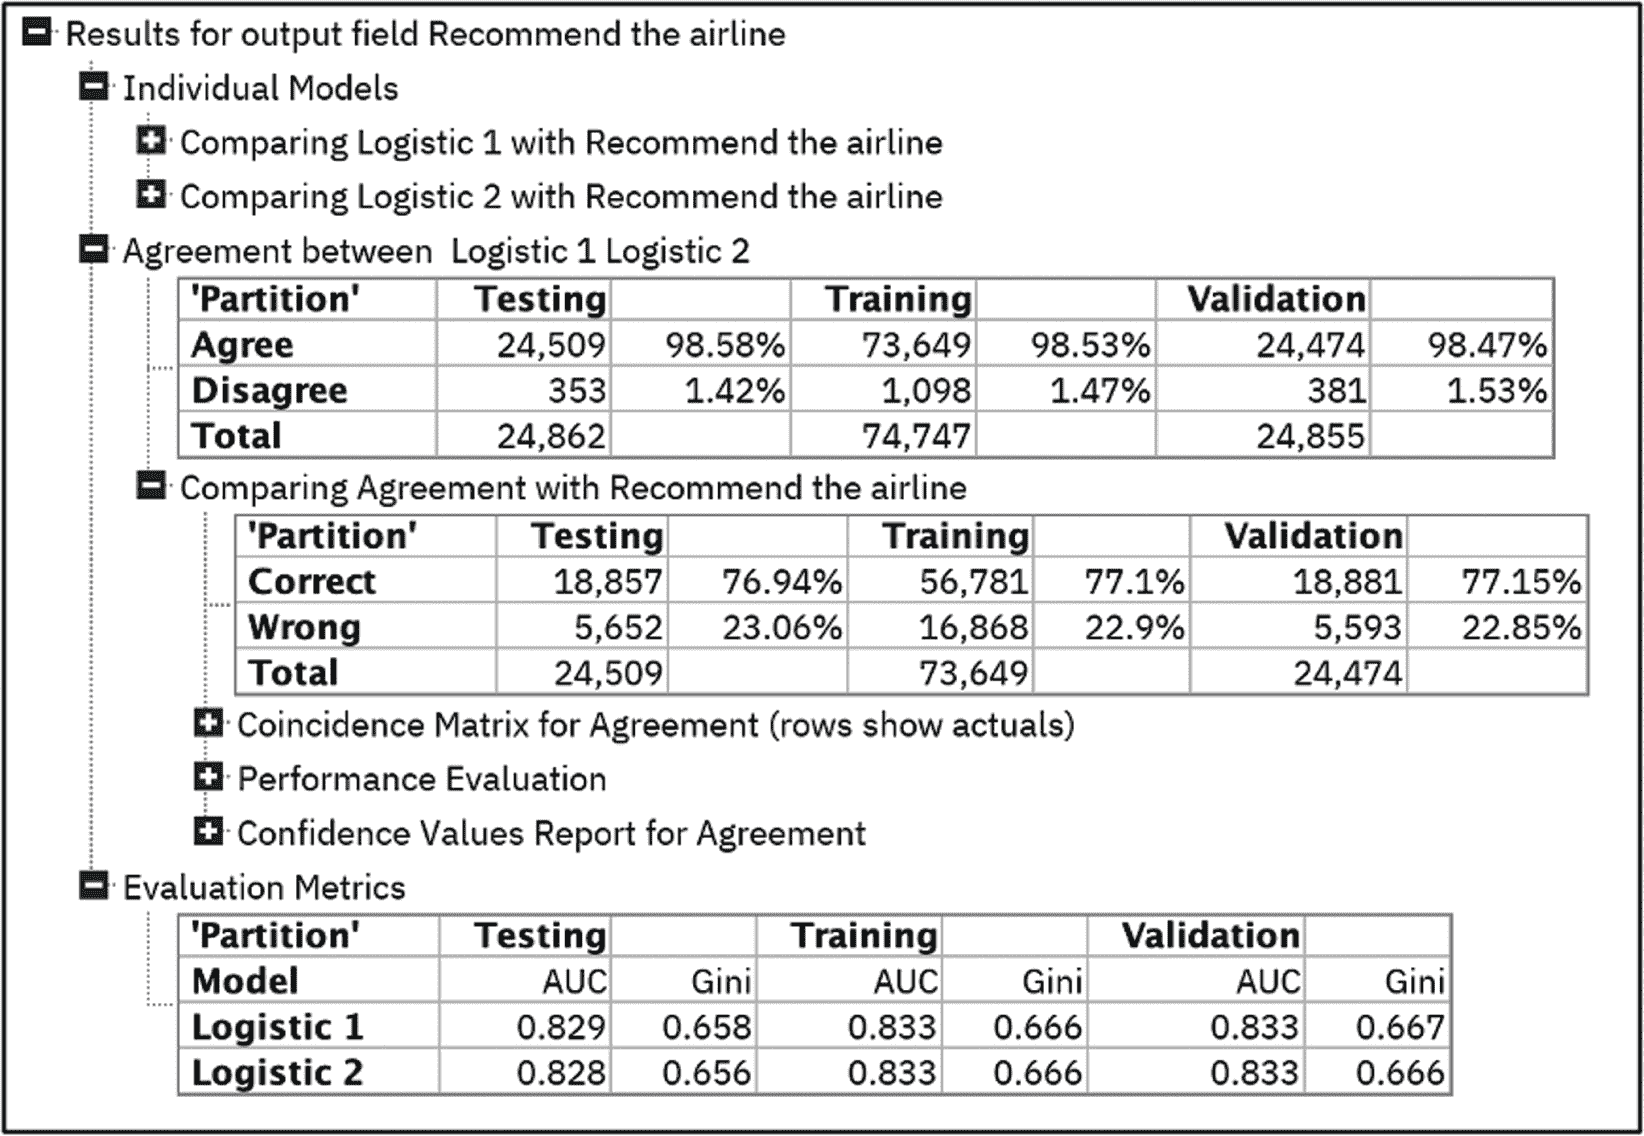 Results for output field Recommend the airline
Individual Models
Comparing Logistic 1 with Recommend the airline
Comparing Logistic 2 with Recommend the airline
Agreement between Logistic 1 Logistic 2
'Partition' Testing Training Validation
Agree 24,509 98.58% 73,649 98.53% 24,474 98.47%
Disagree 353 1.42% 1,098 1.47% 381 1.53%
Total 24,862 74,747 24,855
Comparing Agreement with Recommend the airline
'Partition' Testing Training Validation
Correct 18,857 76.94% 56,781 77.1% 18,881 77.15%
Wrong 5,652 23.06% 16,868 22.9% 5,593 22.85%
Total 24,509 73,649 24,474
Coincidence Matrix for Agreement (rows show actuals)
Performance Evaluation
Confidence Values Report for Agreement
Evaluation Metrics
'Partition' Testing Training Validation
Model AUC Gini AUC Gini AUC Gini
Logistic 1 0.829 0.658 0.833 0.666 0.833 0.667
Logistic 2 0.828 0.656 0.833 0.666 0.833 0.666